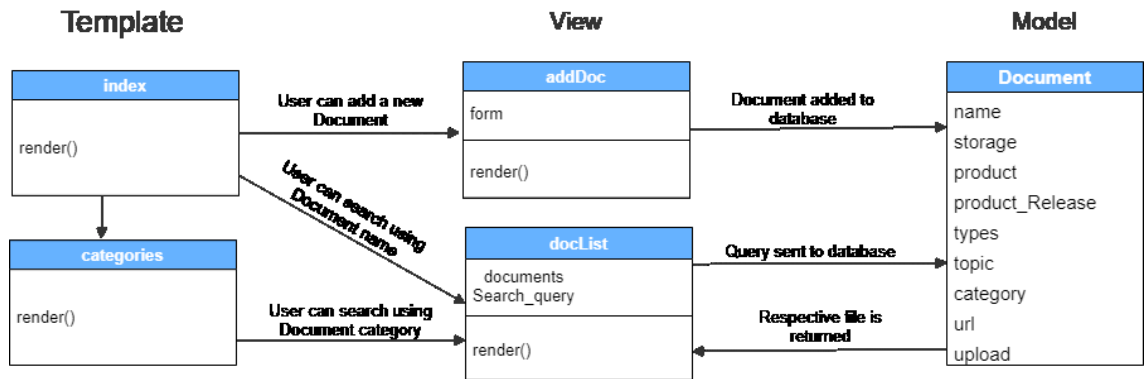 Template
View
Model
index
render()
User can add a new
Document
addDoc
form
render()
Document added to
database
Document
name
storage
product
product_Release
types
topic
category
url
upload
User can search using
Document name
categories
render()
User can search using
Document category
docList
documents
Search_query
render()
Query sent to database
Respective file is
returned